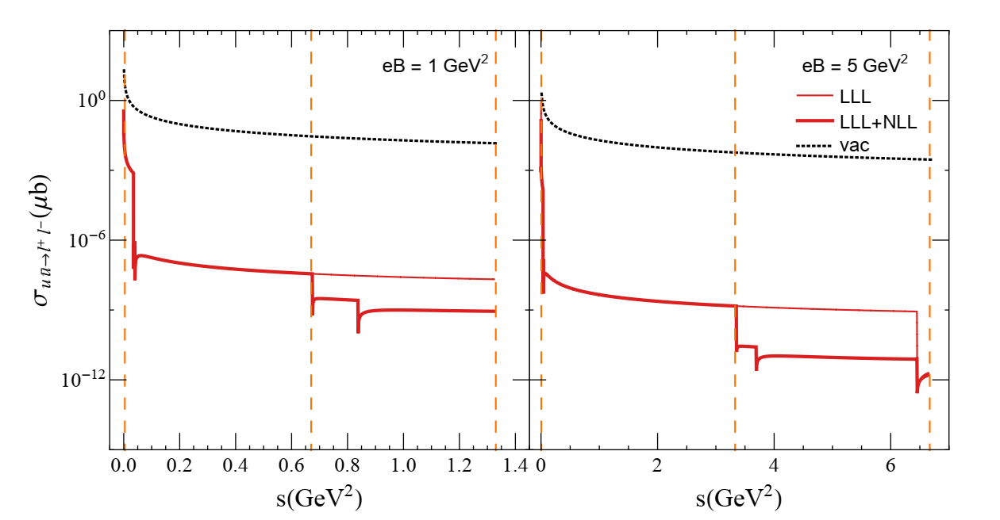 eB = 1 GeV²
eB = 5 GeV²
LLL
LLL+NLL
vac
σ_{u ū→l⁺ l⁻}(μb)
10⁰
10⁻⁶
10⁻¹²
0.0 0.2 0.4 0.6 0.8 1.0 1.2 1.4
0 2 4 6
s(GeV²)
s(GeV²)